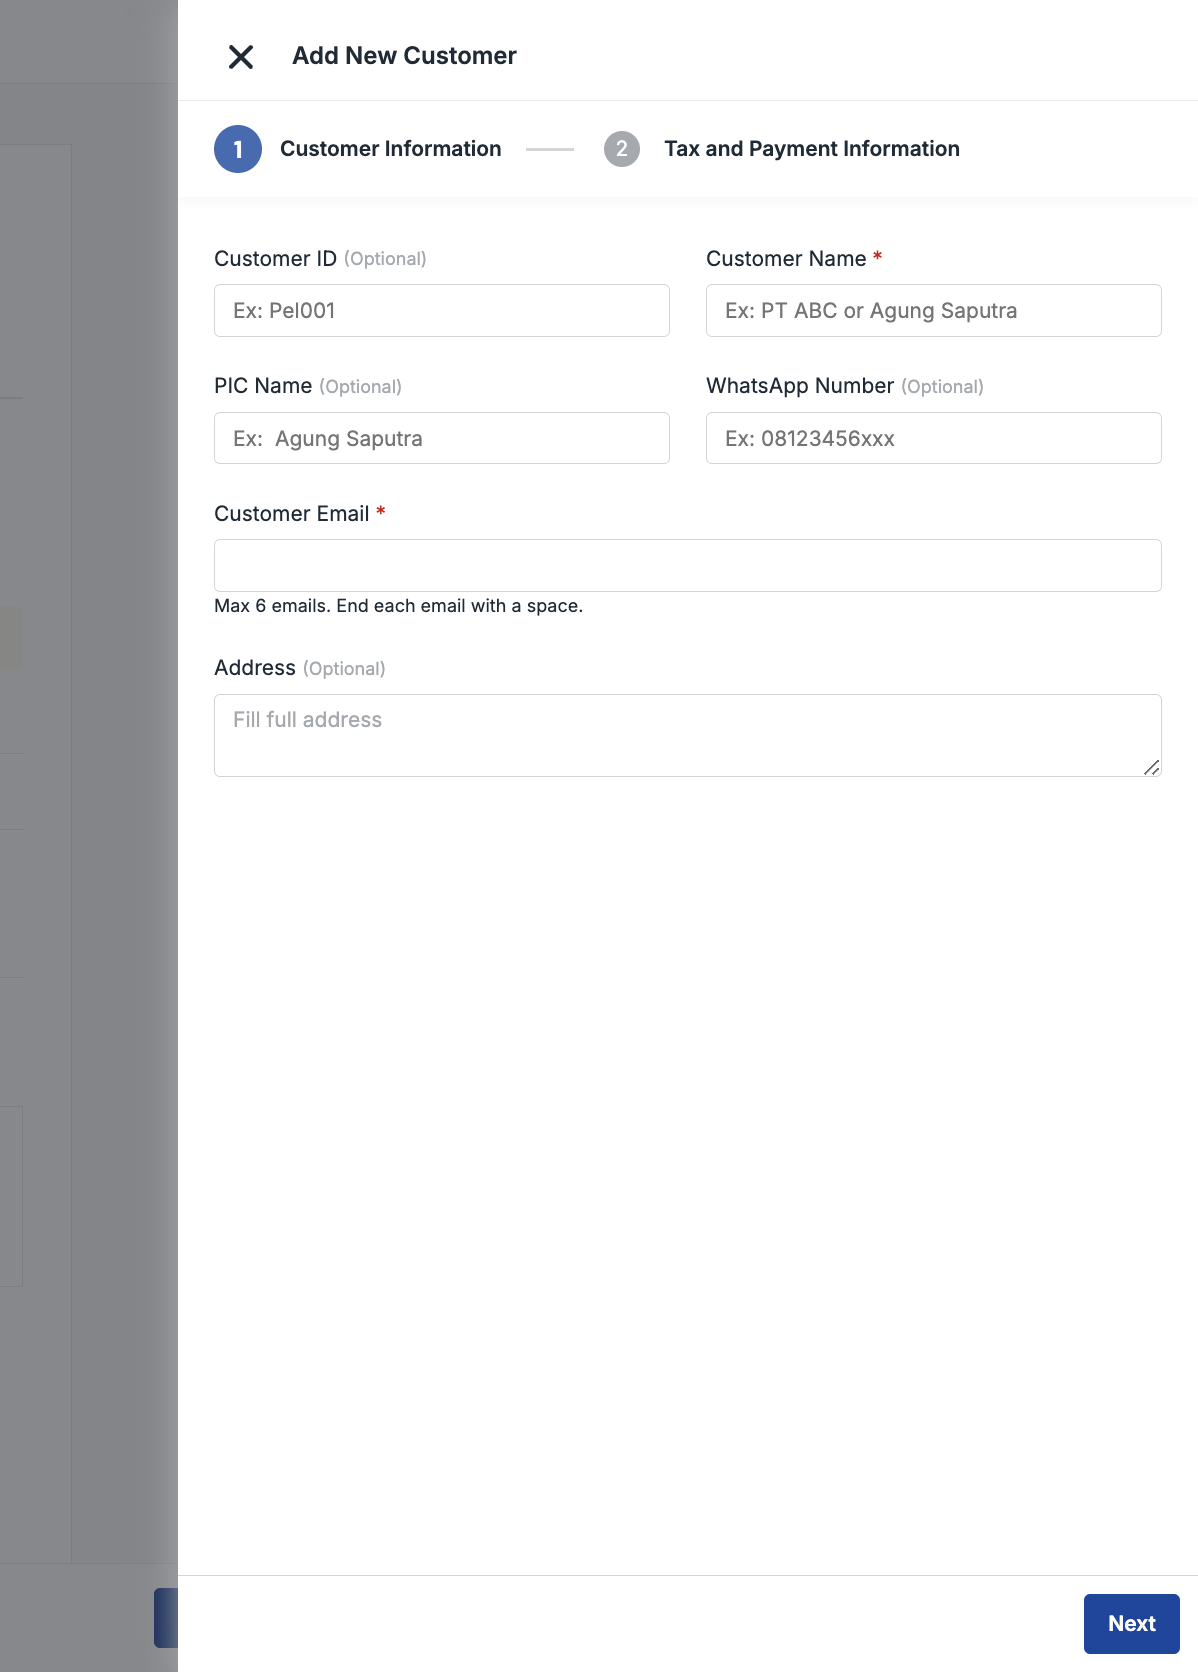 Add New Customer
1 Customer Information 2 Tax and Payment Information
Customer ID (Optional)
Ex: Pel001
Customer Name *
Ex: PT ABC or Agung Saputra
PIC Name (Optional)
Ex:  Agung Saputra
WhatsApp Number (Optional)
Ex: 08123456xxx
Customer Email *
Max 6 emails. End each email with a space.
Address (Optional)
Fill full address
Next